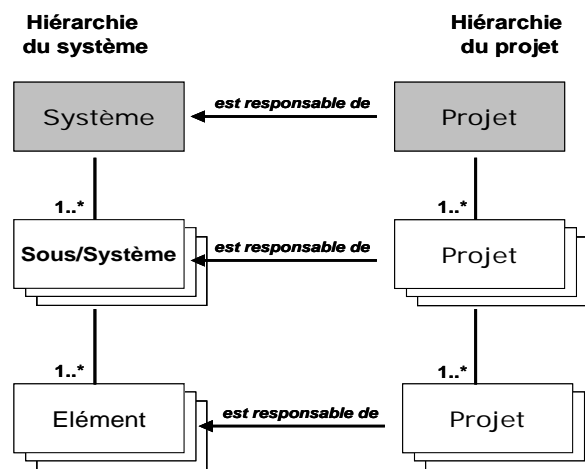 Hiérarchie
du système
Hiérarchie
du projet
Système
est responsable de
Projet
1..*
1..*
Sous/Système
est responsable de
Projet
1..*
1..*
Elément
est responsable de
Projet